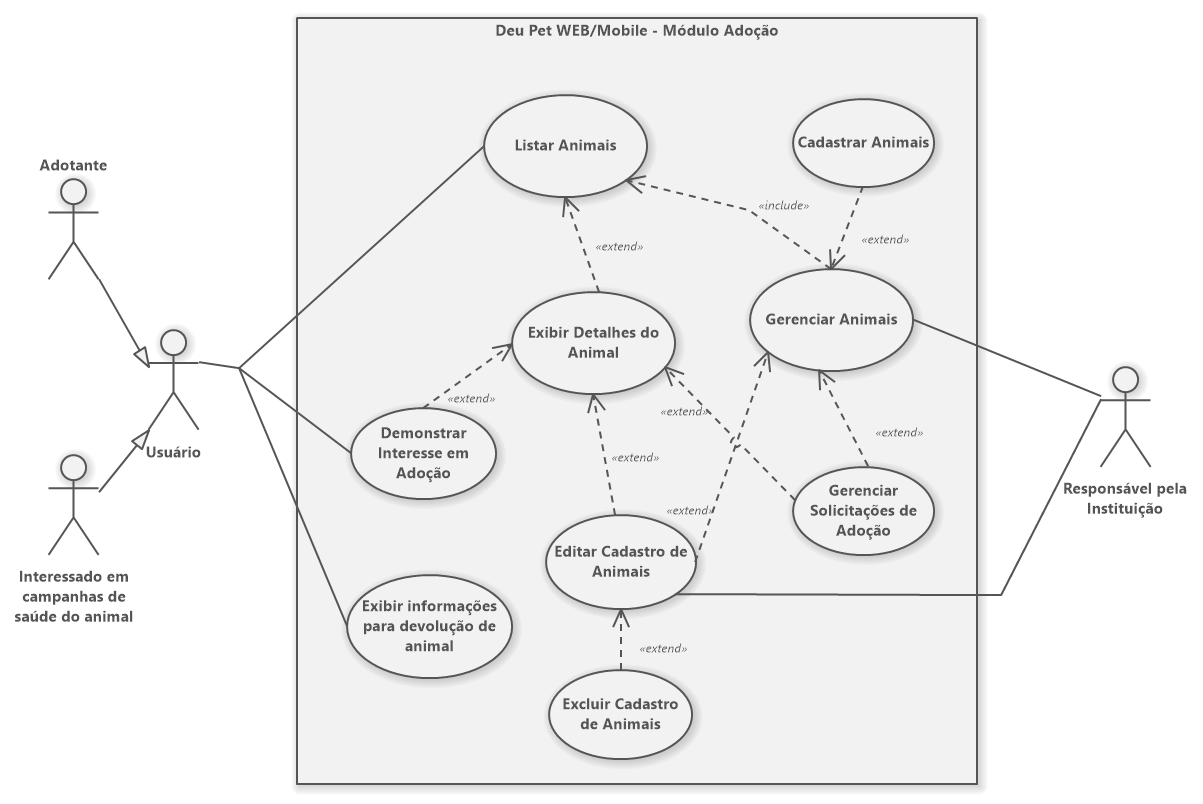 Deu Pet WEB/Mobile - Módulo Adoção
Listar Animais
Cadastrar Animais
Adotante
«include»
«extend»
«extend»
Gerenciar Animais
Exibir Detalhes do
Animal
«extend»
«extend»
«extend»
Demonstrar
Interesse em
Adoção
Usuário
«extend»
Gerenciar
Solicitações de
Adoção
Responsável pela
Instituição
«extend»
Editar Cadastro de
Animais
Interessado em
campanhas de
saúde do animal
Exibir informações
para devolução de
animal
«extend»
Excluir Cadastro
de Animais